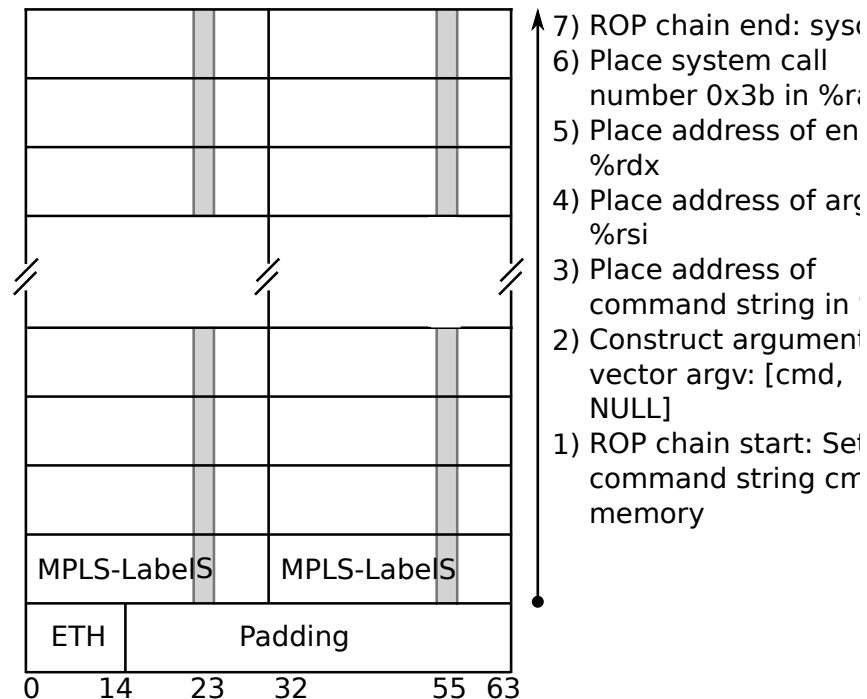 7) ROP chain end: sysc
6) Place system call
number 0x3b in %ra
5) Place address of en
%rdx
4) Place address of arg
%rsi
3) Place address of
command string in
2) Construct argument
vector argv: [cmd,
NULL]
1) ROP chain start: Set
command string cm
memory
MPLS-Label S MPLS-Label S
ETH Padding
0 14 23 32 55 63